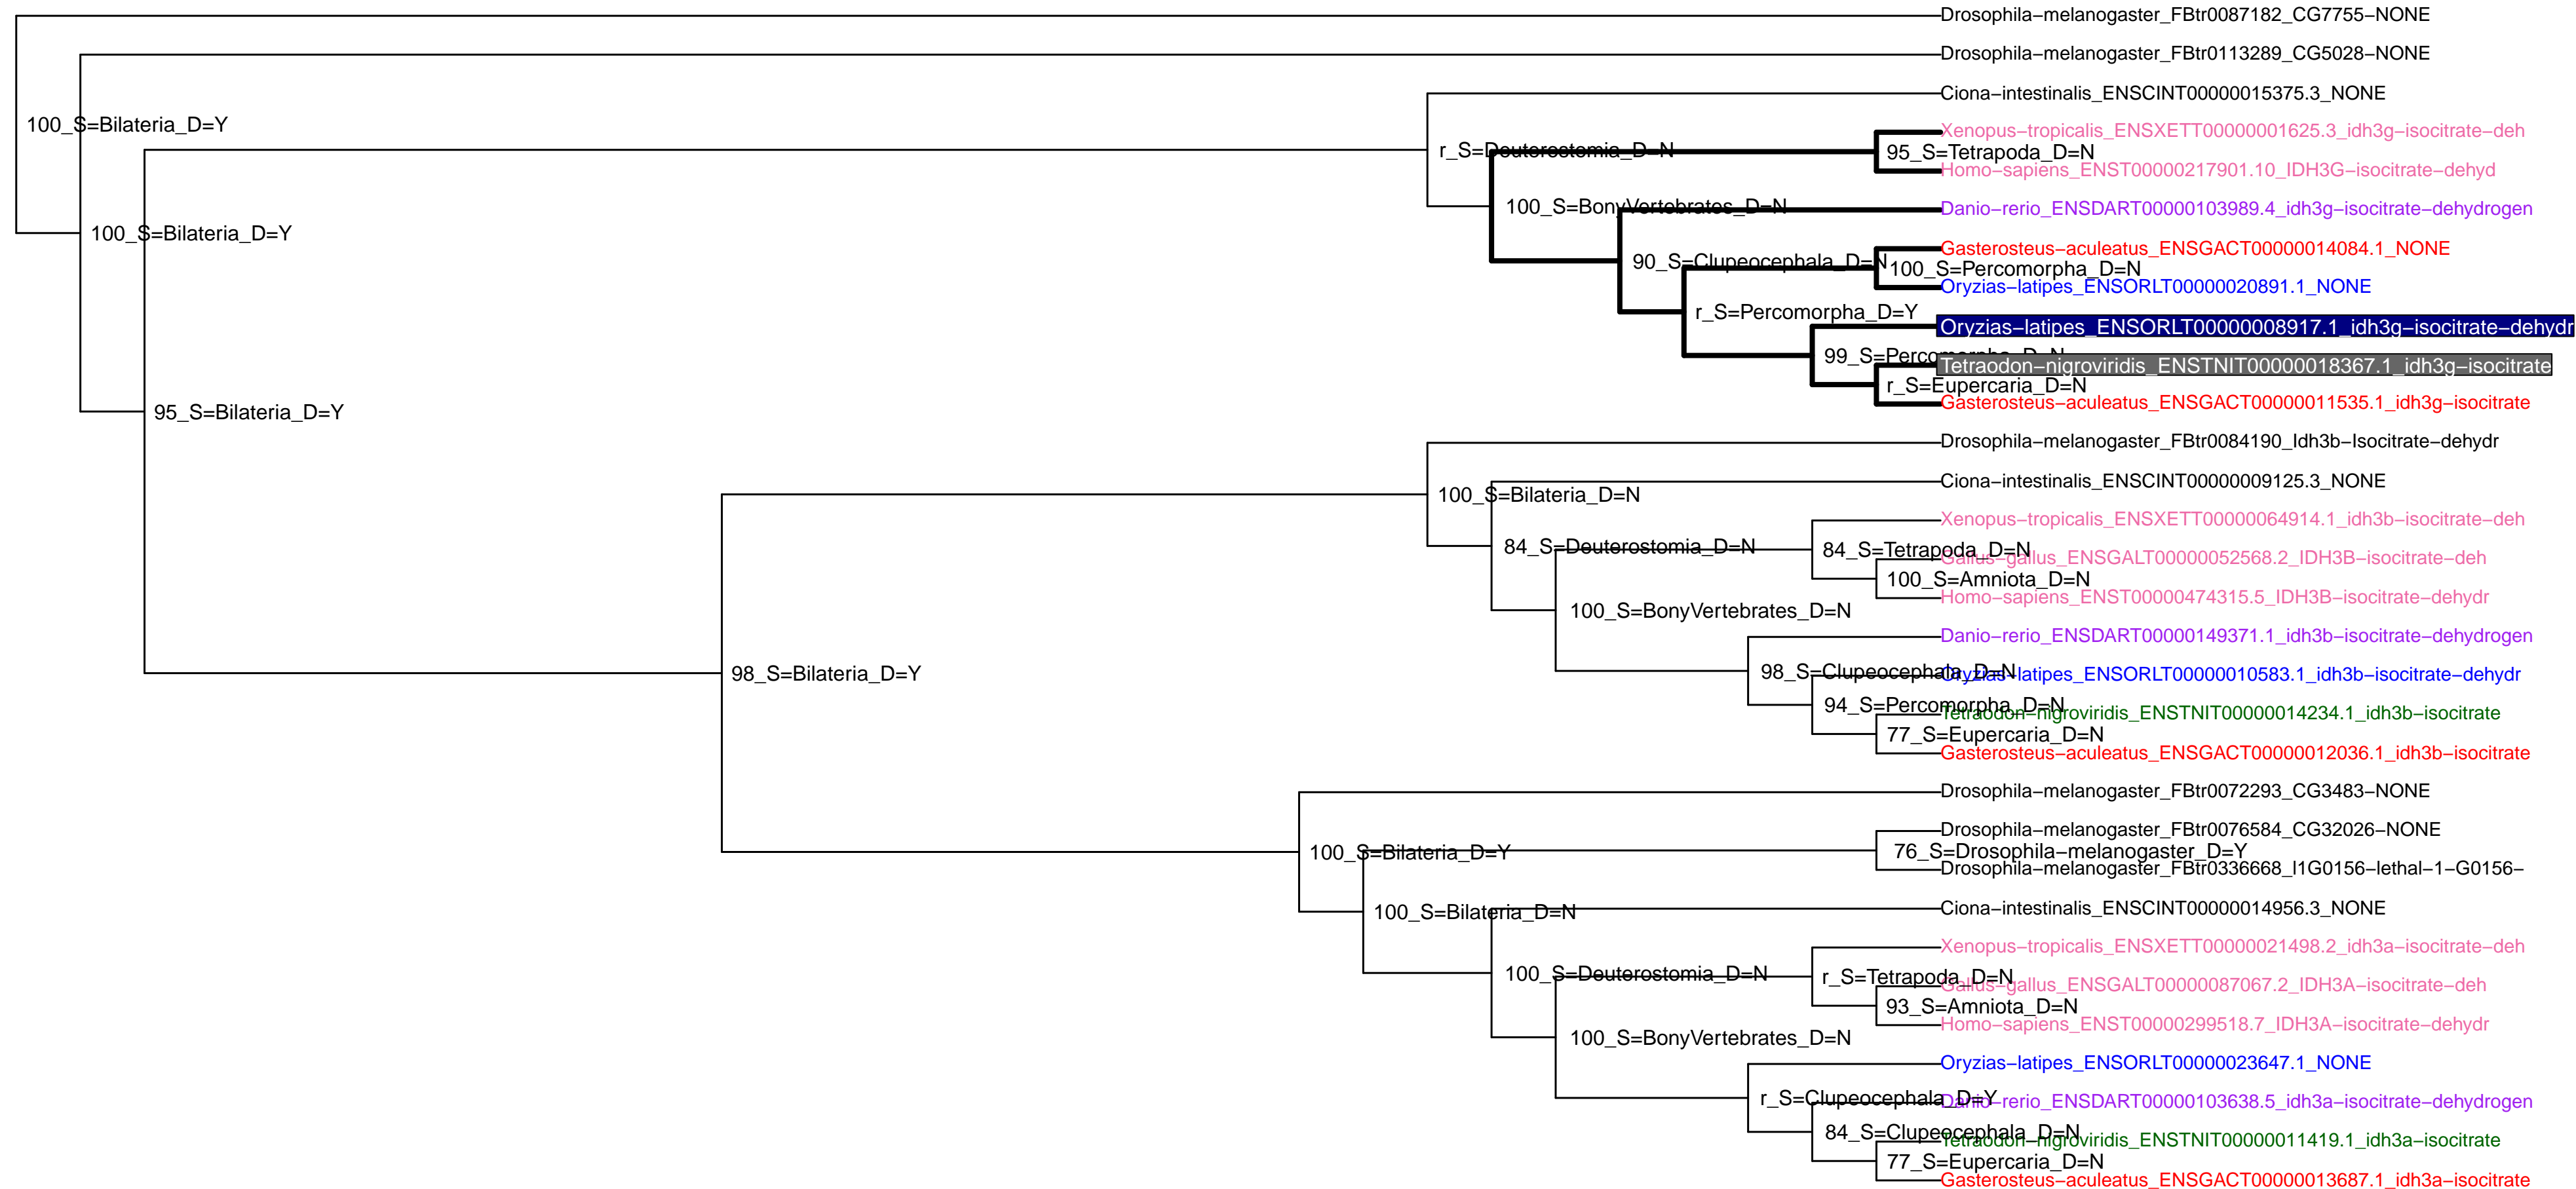 Drosophila−melanogaster_FBtr0087182_CG7755−NONE
Drosophila−melanogaster_FBtr0113289_CG5028−NONE
Ciona−intestinalis_ENSCINT00000015375.3_NONE
100_S=Bilateria_D=Y
Xenopus−tropicalis_ENSXETT00000001625.3_idh3g−isocitrate−deh
r_S=Deuterostomia_D=N
95_S=Tetrapoda_D=N
Homo−sapiens_ENST00000217901.10_IDH3G−isocitrate−dehyd
100_S=BonyVertebrates_D=N
Danio−rerio_ENSDART00000103989.4_idh3g−isocitrate−dehydrogen
100_S=Bilateria_D=Y
Gasterosteus−aculeatus_ENSGACT00000014084.1_NONE
90_S=Clupeocephala_D=N
100_S=Percomorpha_D=N
Oryzias−latipes_ENSORLT00000020891.1_NONE
r_S=Percomorpha_D=Y
Oryzias−latipes_ENSORLT00000008917.1_idh3g−isocitrate−dehydr
99_S=Percomorpha_D=N
Tetraodon−nigroviridis_ENSTNIT00000018367.1_idh3g−isocitrate
r_S=Eupercaria_D=N
Gasterosteus−aculeatus_ENSGACT00000011535.1_idh3g−isocitrate
95_S=Bilateria_D=Y
Drosophila−melanogaster_FBtr0084190_Idh3b−Isocitrate−dehydr
Ciona−intestinalis_ENSCINT00000009125.3_NONE
100_S=Bilateria_D=N
Xenopus−tropicalis_ENSXETT00000064914.1_idh3b−isocitrate−deh
84_S=Deuterostomia_D=N
84_S=Tetrapoda_D=N
Gallus−gallus_ENSGALT00000052568.2_IDH3B−isocitrate−deh
100_S=Amniota_D=N
Homo−sapiens_ENST00000474315.5_IDH3B−isocitrate−dehydr
100_S=BonyVertebrates_D=N
Danio−rerio_ENSDART00000149371.1_idh3b−isocitrate−dehydrogen
98_S=Bilateria_D=Y
98_S=Clupeocephala_D=N
Oryzias−latipes_ENSORLT00000010583.1_idh3b−isocitrate−dehydr
94_S=Percomorpha_D=N
Tetraodon−nigroviridis_ENSTNIT00000014234.1_idh3b−isocitrate
77_S=Eupercaria_D=N
Gasterosteus−aculeatus_ENSGACT00000012036.1_idh3b−isocitrate
Drosophila−melanogaster_FBtr0072293_CG3483−NONE
Drosophila−melanogaster_FBtr0076584_CG32026−NONE
100_S=Bilateria_D=Y
76_S=Drosophila−melanogaster_D=Y
Drosophila−melanogaster_FBtr0336668_l1G0156−lethal−1−G0156−
Ciona−intestinalis_ENSCINT00000014956.3_NONE
100_S=Bilateria_D=N
Xenopus−tropicalis_ENSXETT00000021498.2_idh3a−isocitrate−deh
100_S=Deuterostomia_D=N
r_S=Tetrapoda_D=N
Gallus−gallus_ENSGALT00000087067.2_IDH3A−isocitrate−deh
93_S=Amniota_D=N
Homo−sapiens_ENST00000299518.7_IDH3A−isocitrate−dehydr
100_S=BonyVertebrates_D=N
Oryzias−latipes_ENSORLT00000023647.1_NONE
r_S=Clupeocephala_D=Y
Danio−rerio_ENSDART00000103638.5_idh3a−isocitrate−dehydrogen
84_S=Clupeocephala_D=N
Tetraodon−nigroviridis_ENSTNIT00000011419.1_idh3a−isocitrate
77_S=Eupercaria_D=N
Gasterosteus−aculeatus_ENSGACT00000013687.1_idh3a−isocitrate